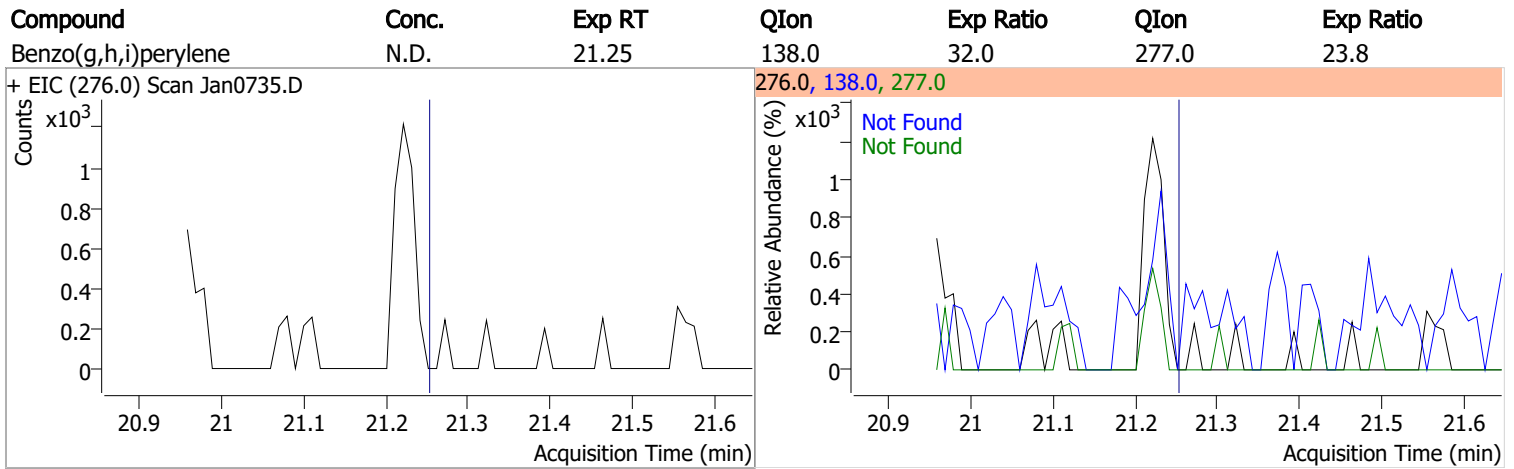 Compound Conc. Exp RT QIon Exp Ratio QIon Exp Ratio
Benzo(g,h,i)perylene N.D. 21.25 138.0 32.0 277.0 23.8
+ EIC (276.0) Scan Jan0735.D
Counts
x10³
1
0.8
0.6
0.4
0.2
0
20.9 21 21.1 21.2 21.3 21.4 21.5 21.6
Acquisition Time (min)
276.0, 138.0, 277.0
Relative Abundance (%)
x10³
Not Found
Not Found
1
0.8
0.6
0.4
0.2
0
20.9 21 21.1 21.2 21.3 21.4 21.5 21.6
Acquisition Time (min)